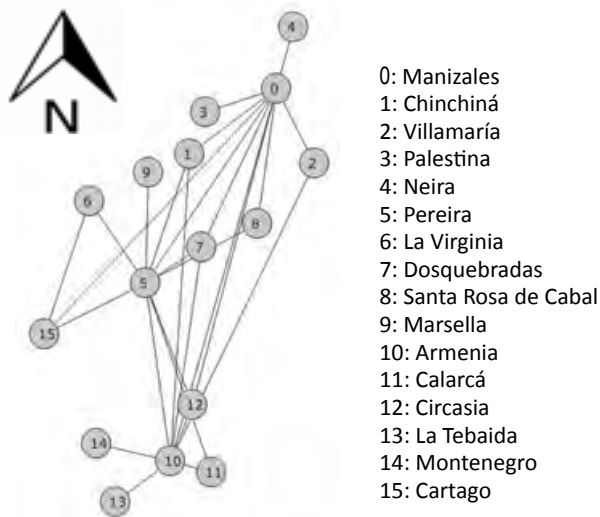 N
4
0
3
1
2
9
6
8
7
5
15
12
14
10
11
13
0: Manizales
1: Chinchiná
2: Villamaría
3: Palestina
4: Neira
5: Pereira
6: La Virginia
7: Dosquebradas
8: Santa Rosa de Cabal
9: Marsella
10: Armenia
11: Calarcá
12: Circasia
13: La Tebaida
14: Montenegro
15: Cartago